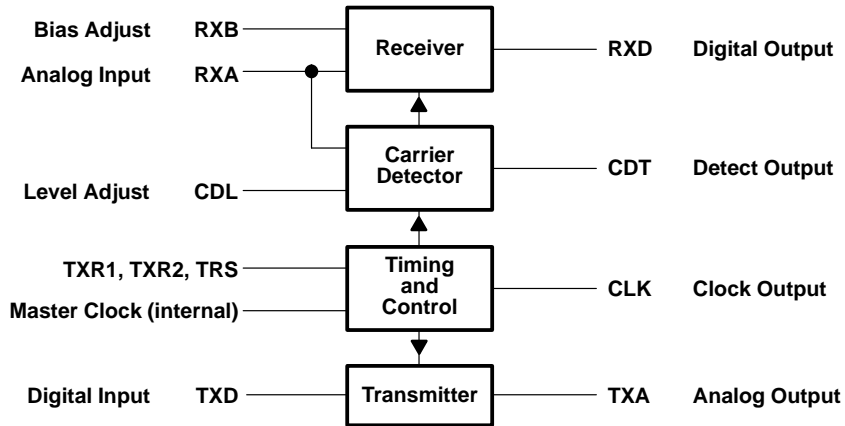 Bias Adjust RXB
Receiver
RXD Digital Output
Analog Input RXA
Carrier
Detector
CDT Detect Output
Level Adjust CDL
TXR1, TXR2, TRS
Timing
and
Control
CLK Clock Output
Master Clock (internal)
Digital Input TXD
Transmitter
TXA Analog Output